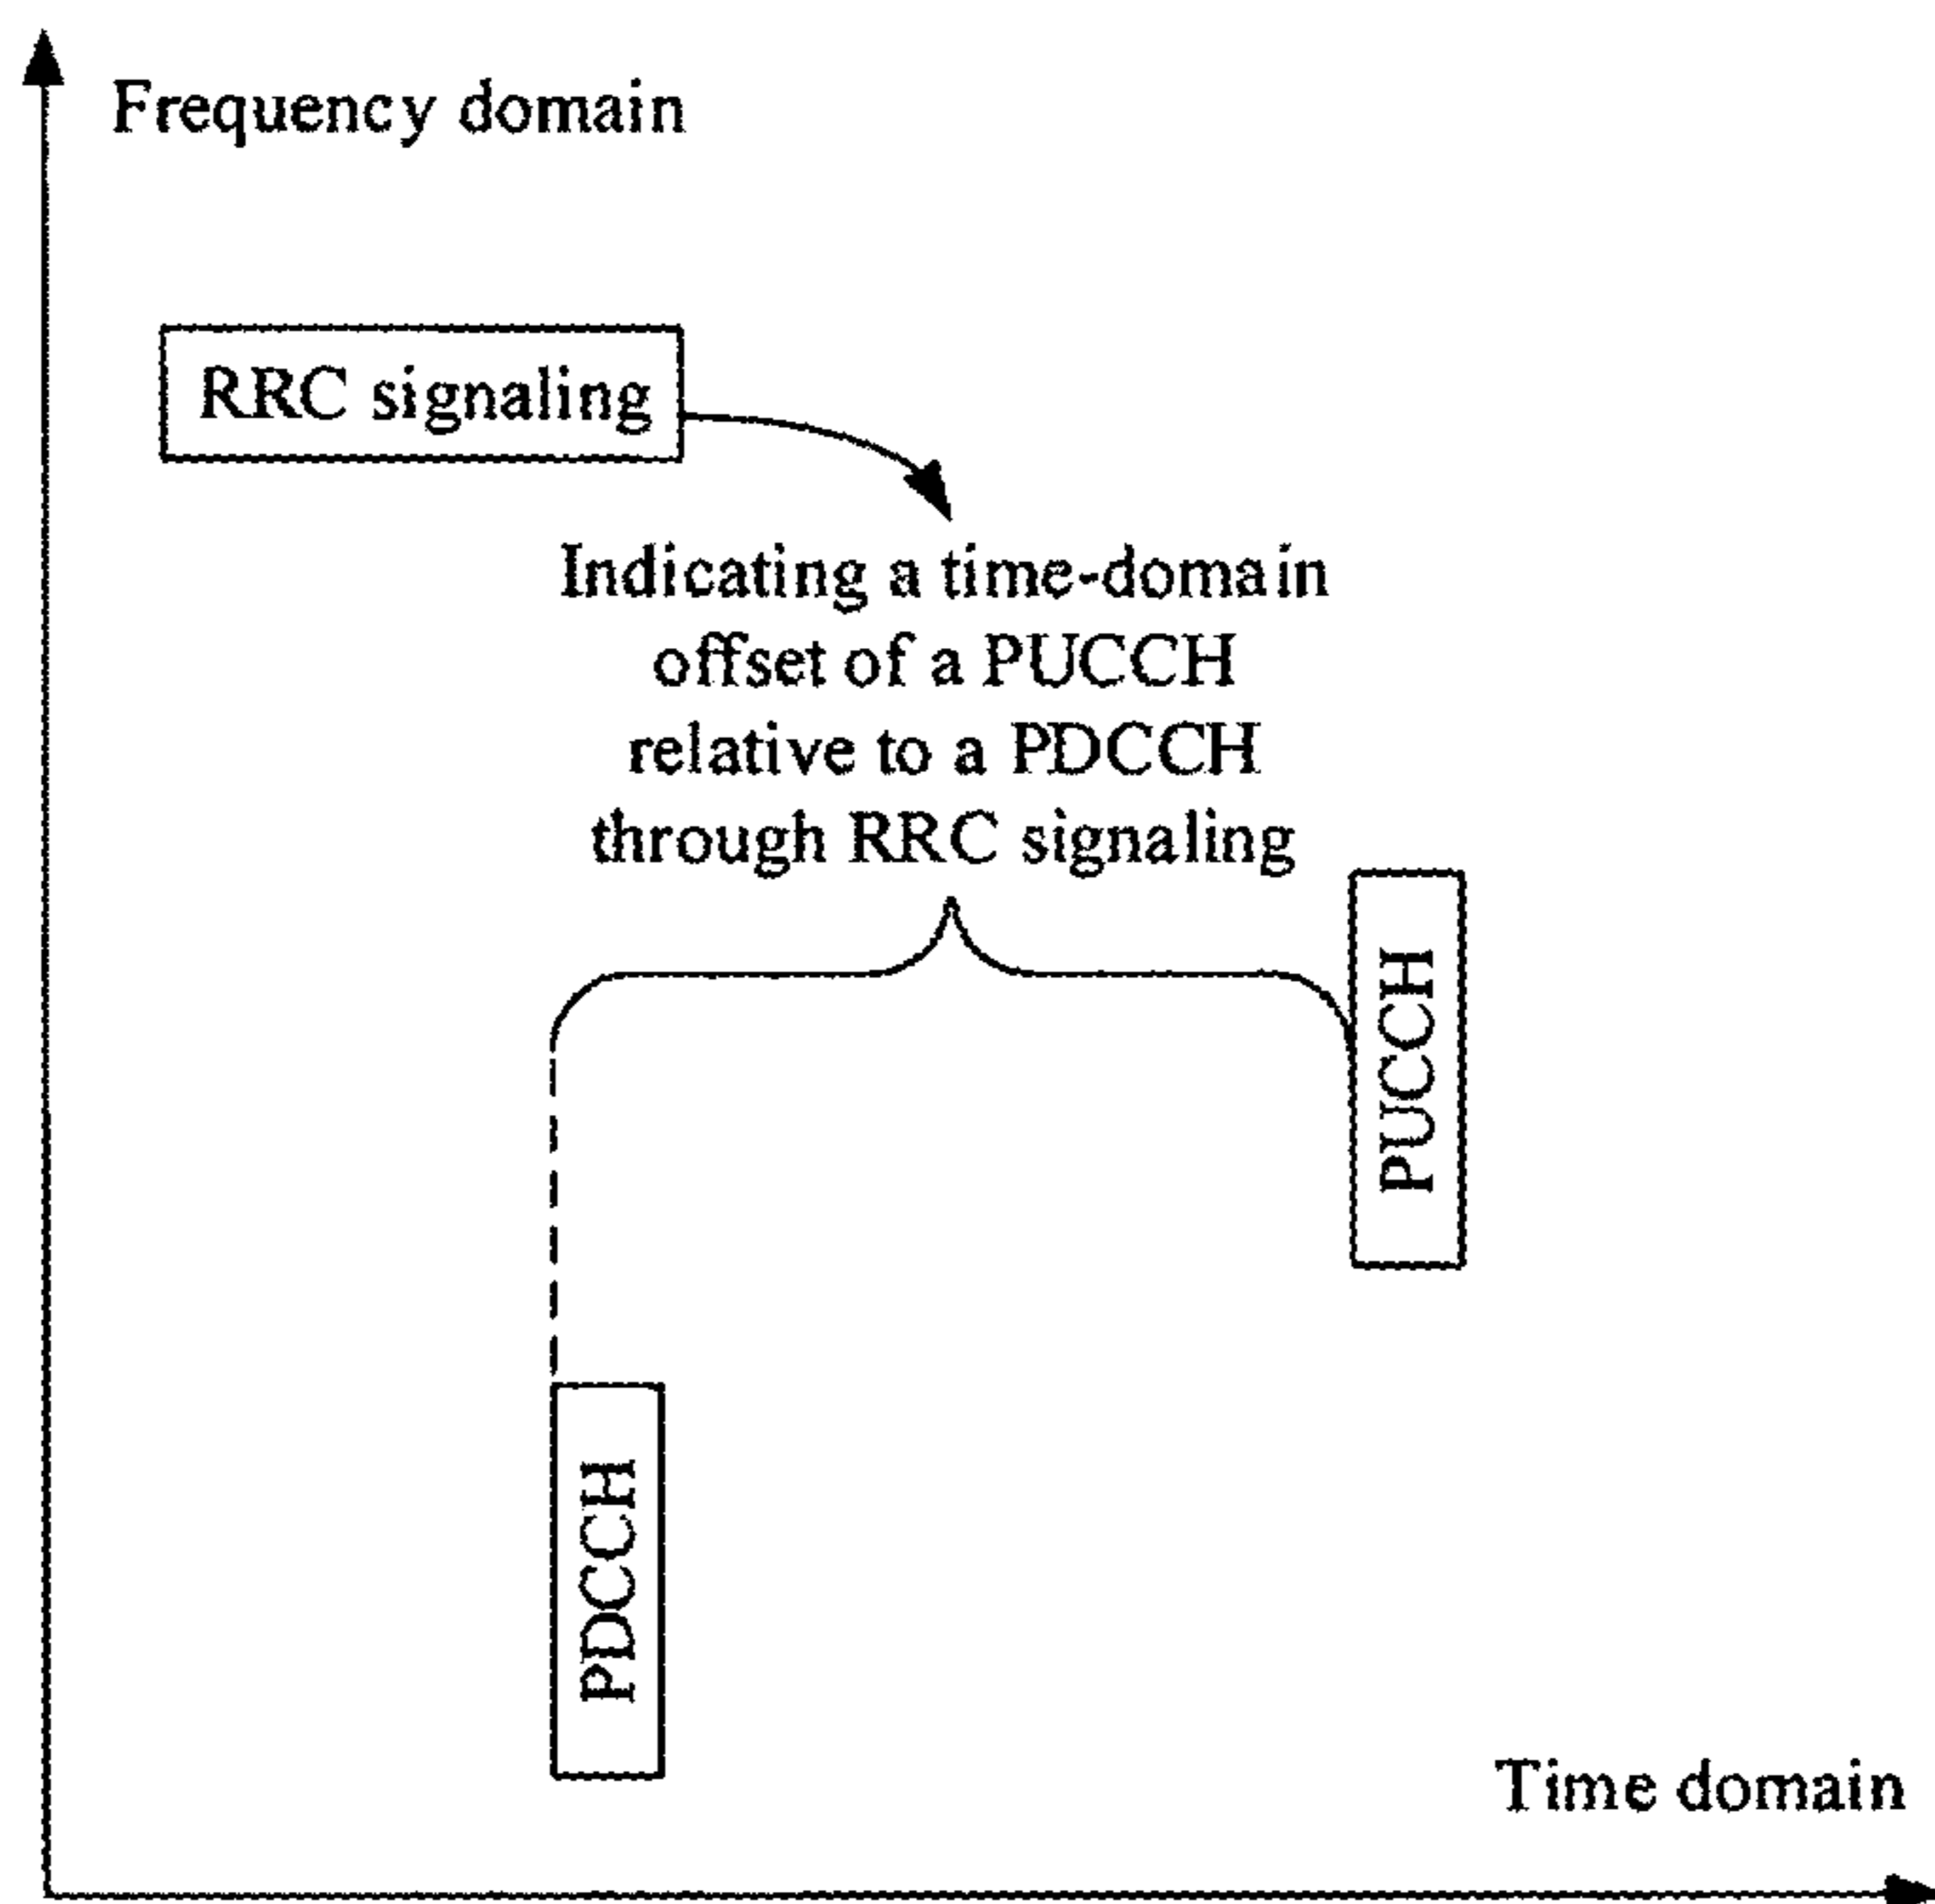 Frequency domain
RRC signaling
Indicating a time-domain
offset of a PUCCH
relative to a PDCCH
through RRC signaling
PUCCH
PDCCH
Time domain